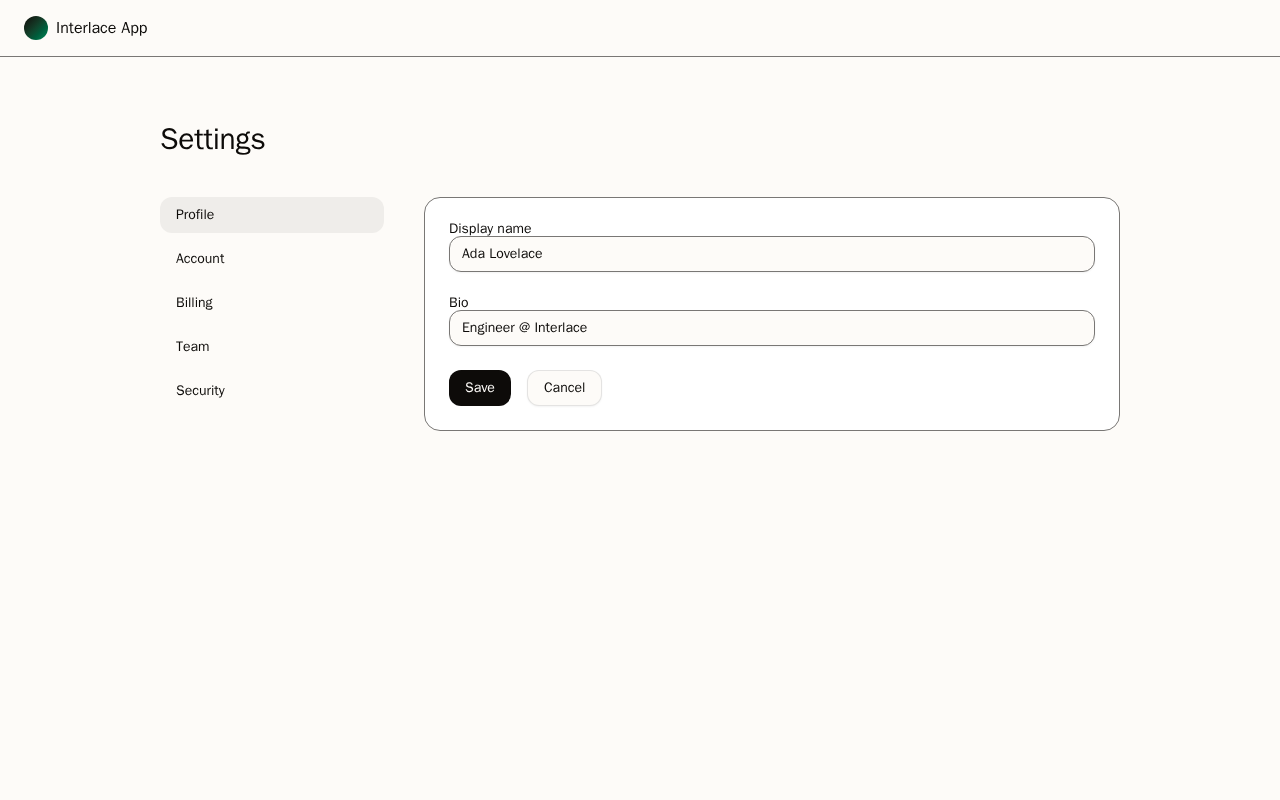 Interlace App
Settings
Profile
Account
Billing
Team
Security
Display name
Ada Lovelace
Bio
Engineer @ Interlace
Save
Cancel